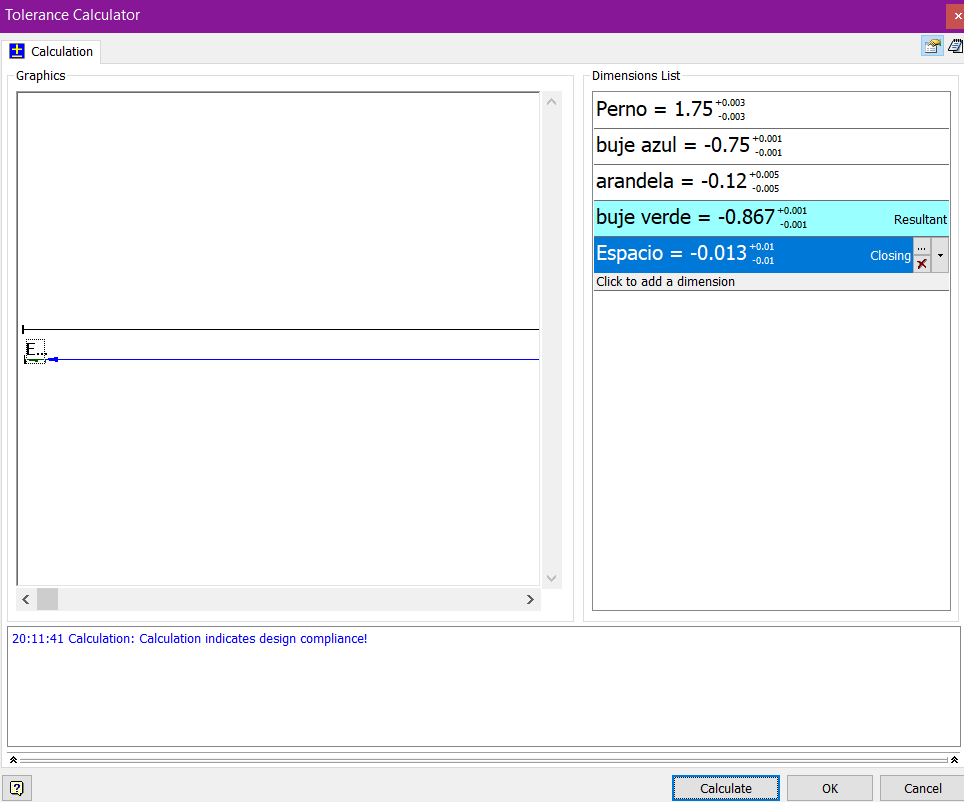 Tolerance Calculator
Calculation
Graphics
E...
Dimensions List
Perno = 1.75 +0.003 -0.003
buje azul = -0.75 +0.001 -0.001
arandela = -0.12 +0.005 -0.005
buje verde = -0.867 +0.001 -0.001 Resultant
Espacio = -0.013 +0.01 -0.01 Closing ...
Click to add a dimension
20:11:41 Calculation: Calculation indicates design compliance!
Calculate OK Cancel